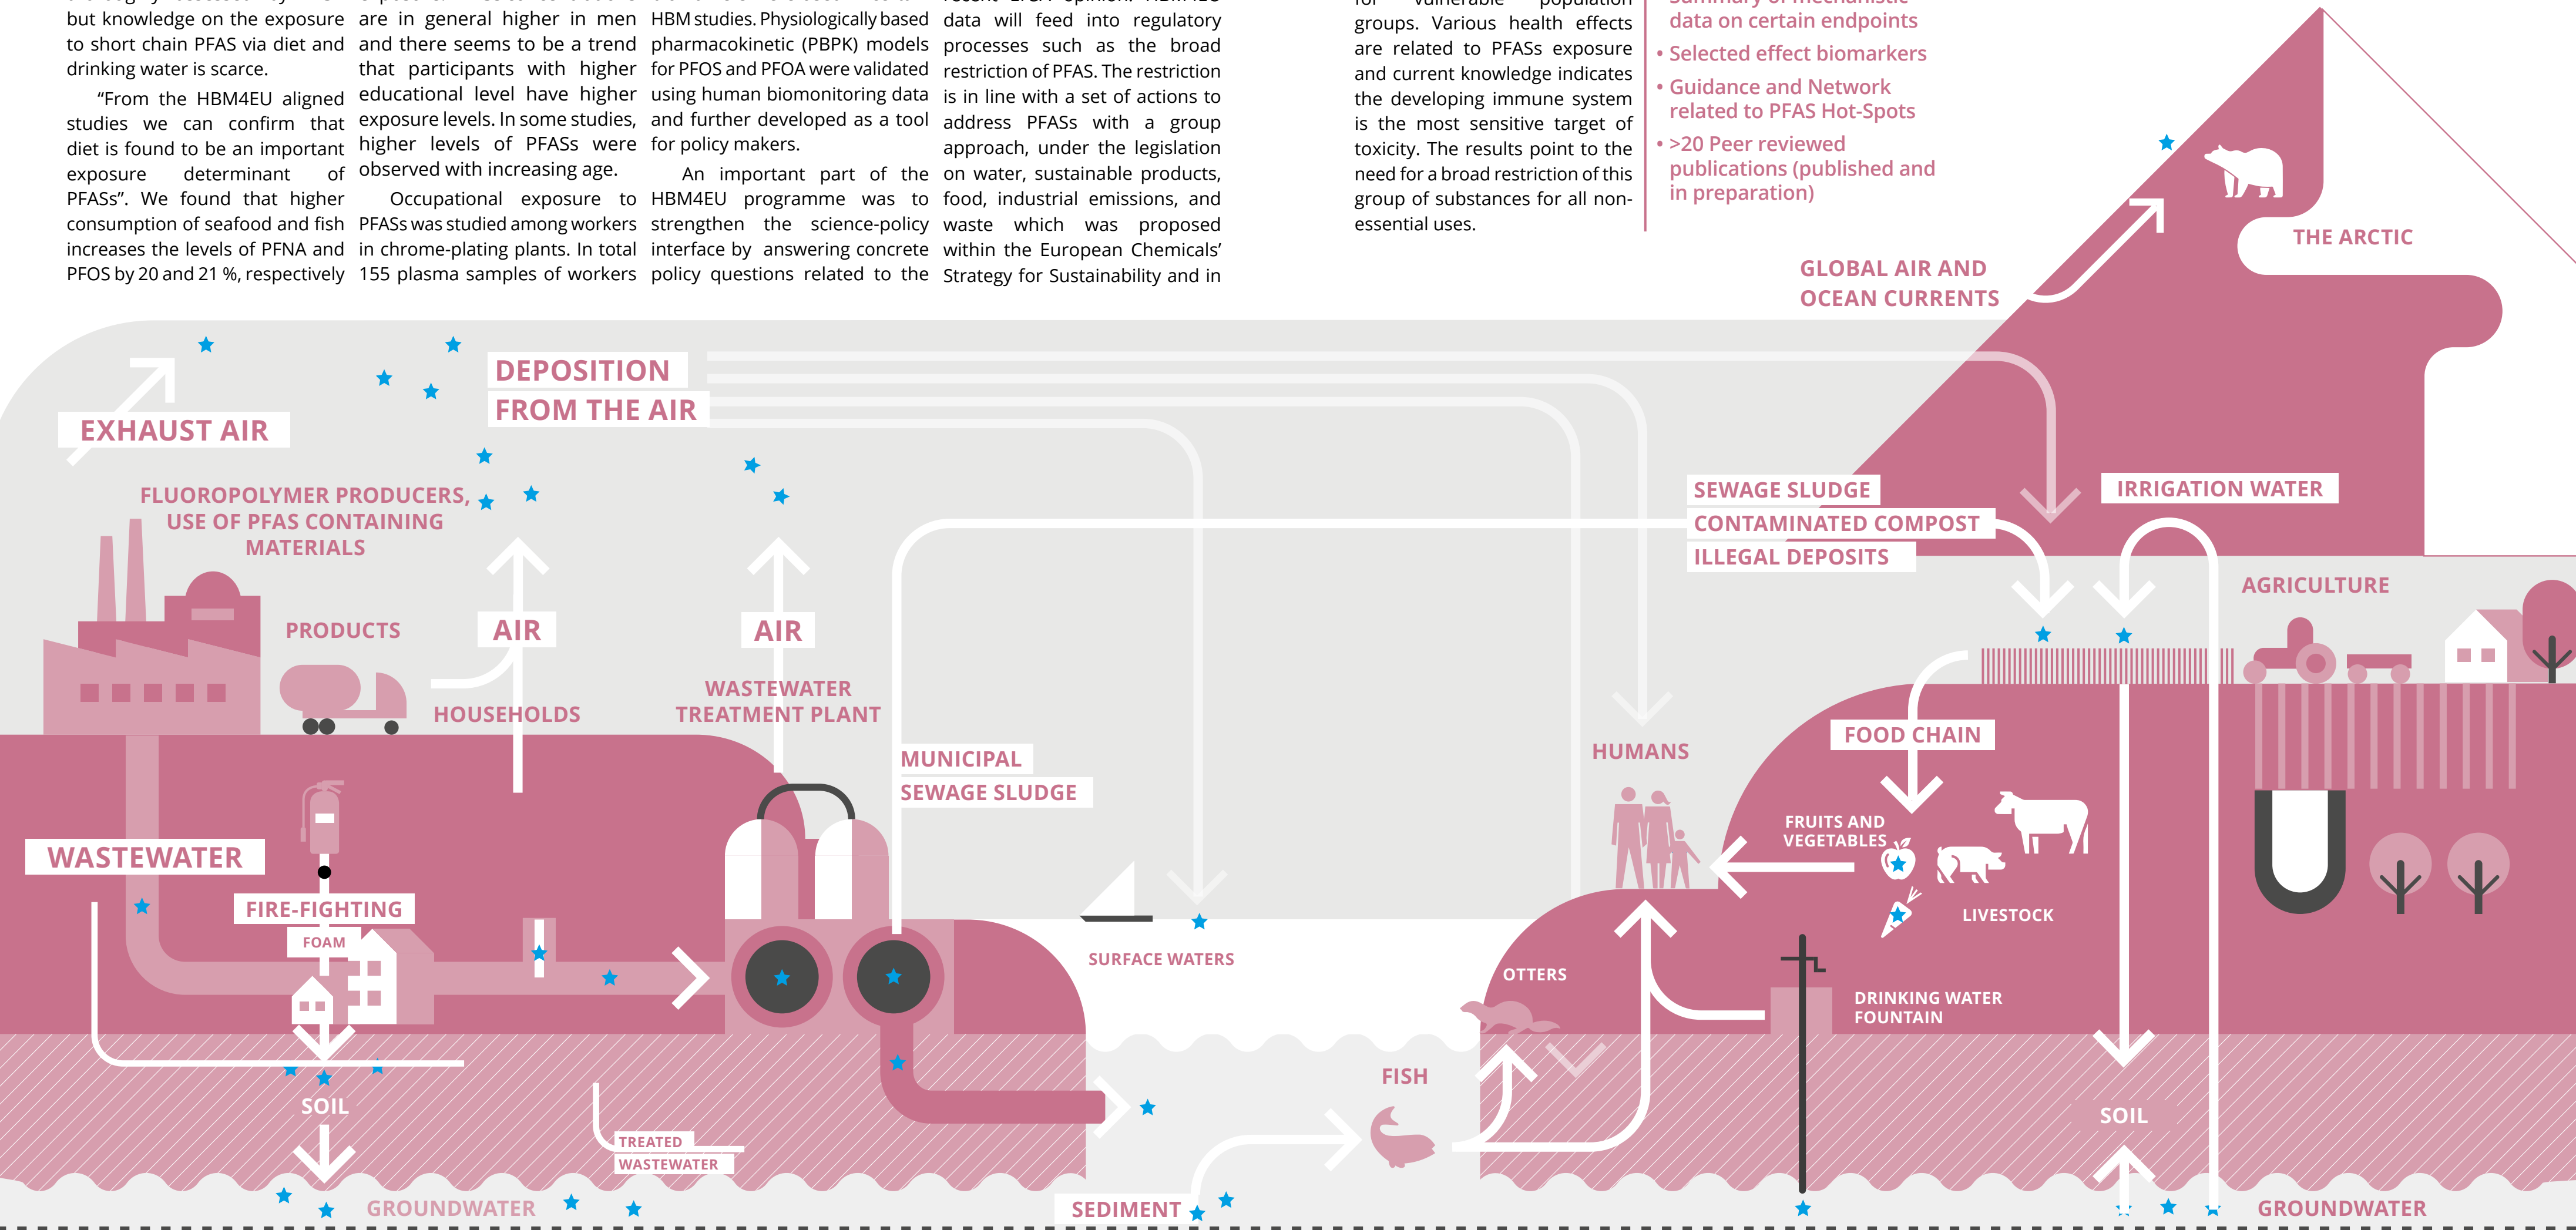 but knowledge on the exposure
to short chain PFAS via diet and
drinking water is scarce.
“From the HBM4EU aligned
studies we can confirm that
diet is found to be an important
exposure determinant of
PFASs”. We found that higher
consumption of seafood and fish
increases the levels of PFNA and
PFOS by 20 and 21 %, respectively
are in general higher in men
and there seems to be a trend
that participants with higher
educational level have higher
exposure levels. In some studies,
higher levels of PFASs were
observed with increasing age.
Occupational exposure to
PFASs was studied among workers
in chrome-plating plants. In total
155 plasma samples of workers
HBM studies. Physiologically based
pharmacokinetic (PBPK) models
for PFOS and PFOA were validated
using human biomonitoring data
and further developed as a tool
for policy makers.
An important part of the
HBM4EU programme was to
strengthen the science-policy
interface by answering concrete
policy questions related to the
data will feed into regulatory
processes such as the broad
restriction of PFAS. The restriction
is in line with a set of actions to
address PFASs with a group
approach, under the legislation
on water, sustainable products,
food, industrial emissions, and
waste which was proposed
within the European Chemicals’
Strategy for Sustainability and in
for vulnerable population
groups. Various health effects
are related to PFASs exposure
and current knowledge indicates
the developing immune system
is the most sensitive target of
toxicity. The results point to the
need for a broad restriction of this
group of substances for all non-
essential uses.
Summary of mechanistic
data on certain endpoints
• Selected effect biomarkers
• Guidance and Network
related to PFAS Hot-Spots
• >20 Peer reviewed
publications (published and
in preparation)
THE ARCTIC
GLOBAL AIR AND
OCEAN CURRENTS
DEPOSITION
FROM THE AIR
EXHAUST AIR
FLUOROPOLYMER PRODUCERS,
USE OF PFAS CONTAINING
MATERIALS
SEWAGE SLUDGE
CONTAMINATED COMPOST
ILLEGAL DEPOSITS
IRRIGATION WATER
AGRICULTURE
PRODUCTS
AIR
AIR
HOUSEHOLDS
WASTEWATER
TREATMENT PLANT
MUNICIPAL
SEWAGE SLUDGE
HUMANS
FOOD CHAIN
FRUITS AND
VEGETABLES
LIVESTOCK
WASTEWATER
FIRE-FIGHTING
FOAM
SURFACE WATERS
OTTERS
DRINKING WATER
FOUNTAIN
FISH
SOIL
SOIL
TREATED
WASTEWATER
GROUNDWATER
SEDIMENT
GROUNDWATER